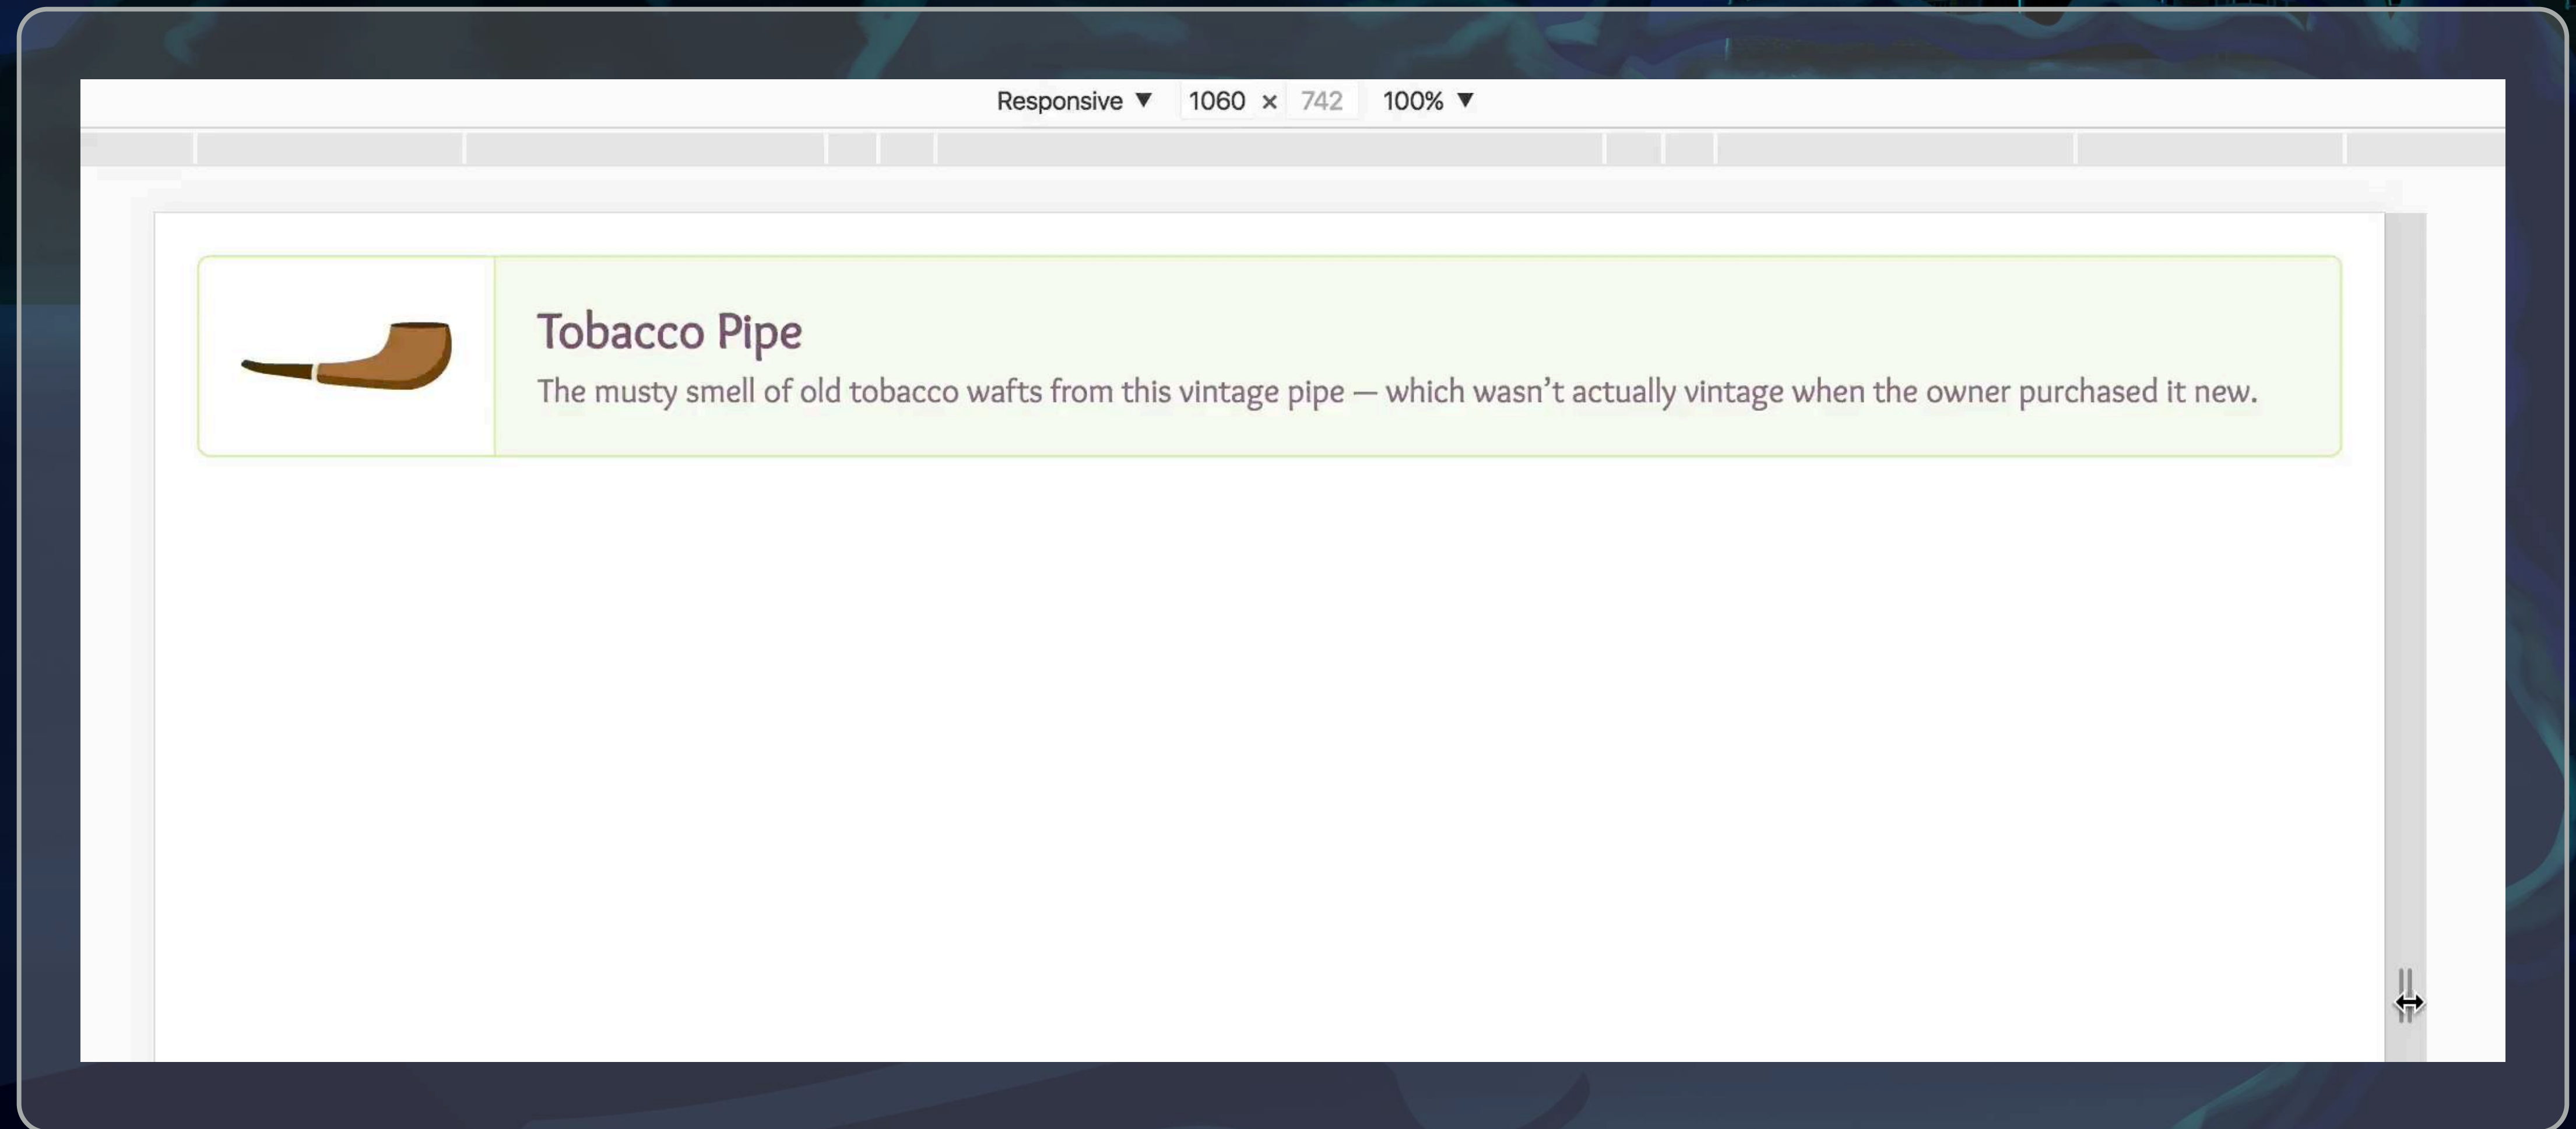 Responsive ▼ 1060 × 742 100% ▼
Tobacco Pipe
The musty smell of old tobacco wafts from this vintage pipe — which wasn’t actually vintage when the owner purchased it new.